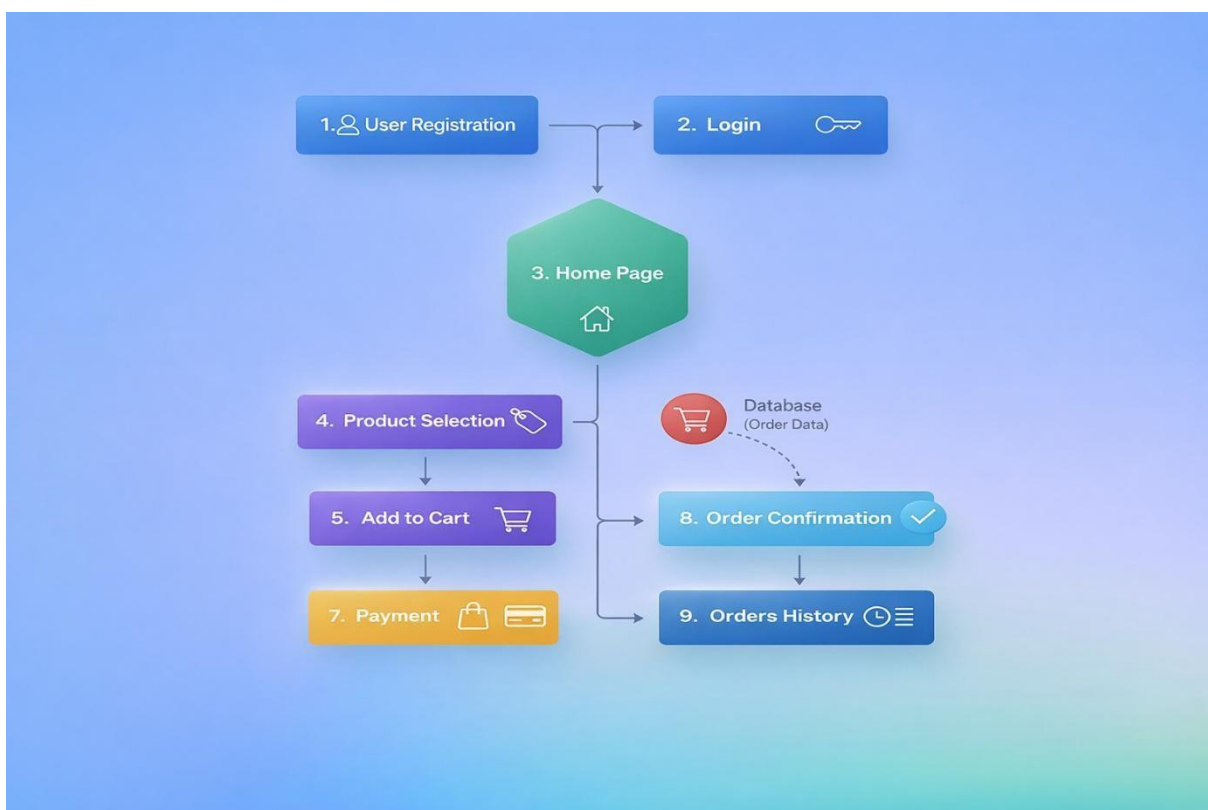 1. User Registration
2. Login
3. Home Page
4. Product Selection
Database
(Order Data)
5. Add to Cart
8. Order Confirmation
7. Payment
9. Orders History